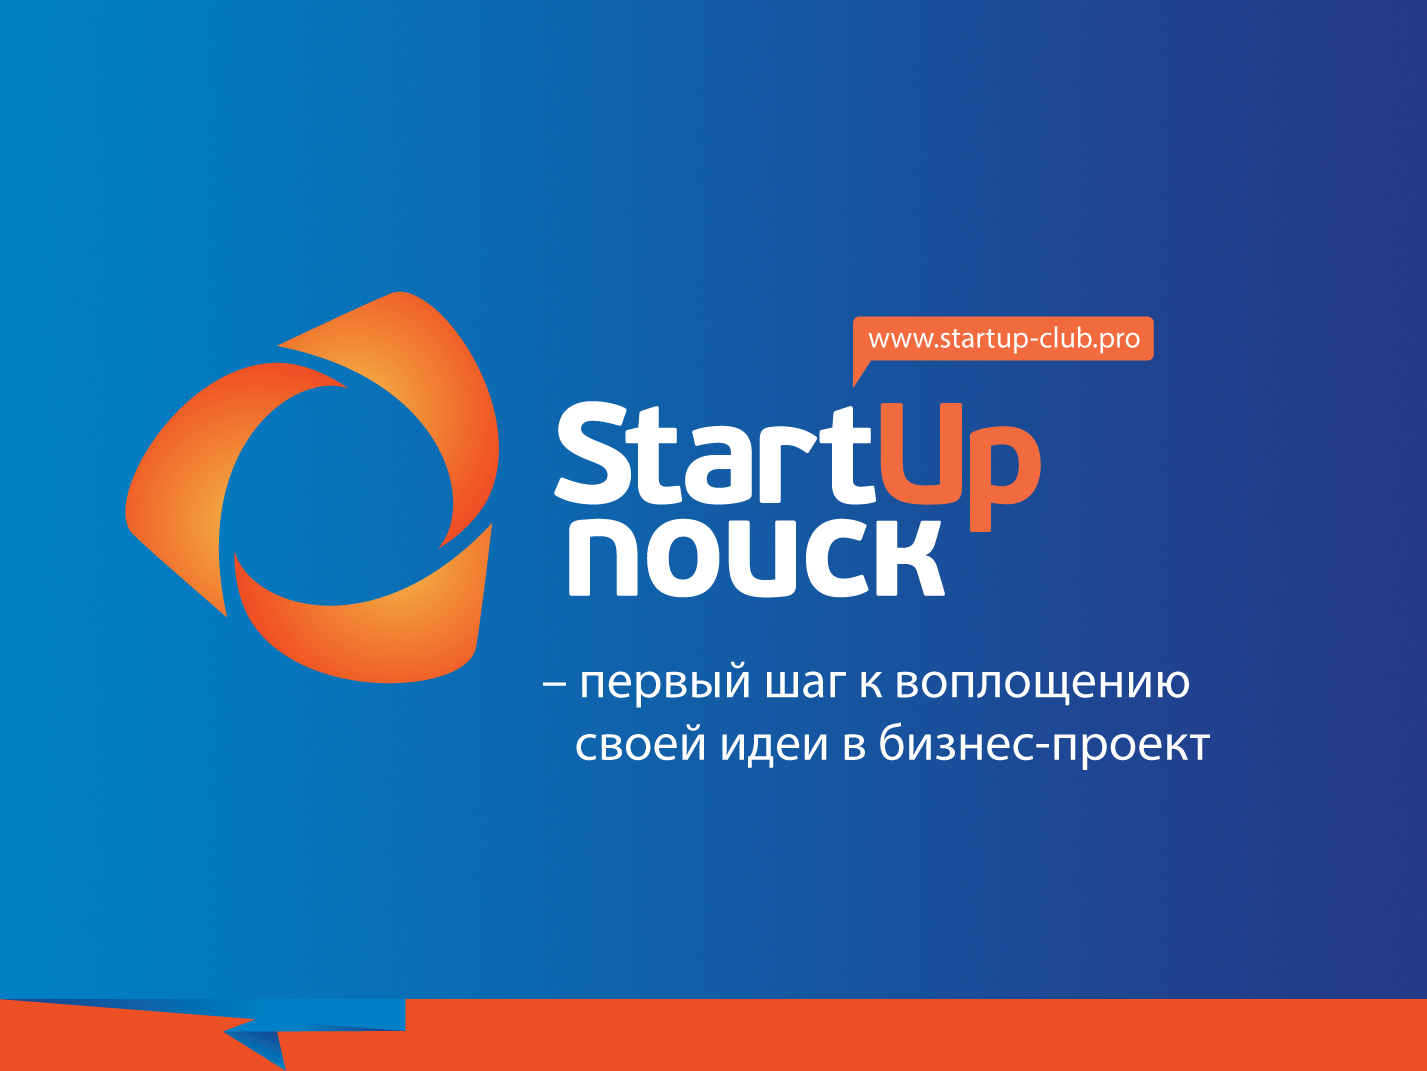 www.startup-club.pro
StartUp
поиск
– первый шаг к воплощению
своей идеи в бизнес-проект